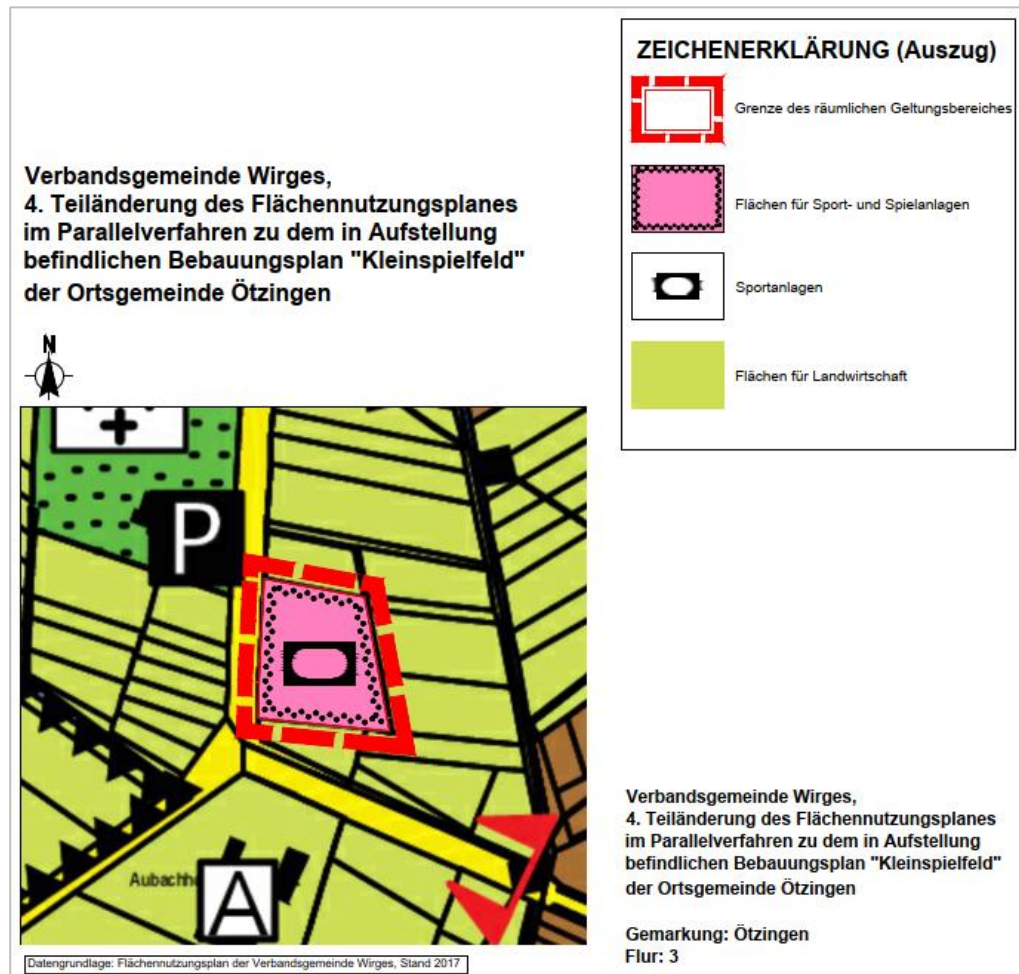 ZEICHENERKLÄRUNG (Auszug)
Grenze des räumlichen Geltungsbereiches
Flächen für Sport- und Spielanlagen
Sportanlagen
Flächen für Landwirtschaft
Verbandsgemeinde Wirges,
4. Teiländerung des Flächennutzungsplanes
im Parallelverfahren zu dem in Aufstellung
befindlichen Bebauungsplan "Kleinspielfeld"
der Ortsgemeinde Ötzingen
N
P
A
Datengrundlage: Flächennutzungsplan der Verbandsgemeinde Wirges, Stand 2017
Verbandsgemeinde Wirges,
4. Teiländerung des Flächennutzungsplanes
im Parallelverfahren zu dem in Aufstellung
befindlichen Bebauungsplan "Kleinspielfeld"
der Ortsgemeinde Ötzingen
Gemarkung: Ötzingen
Flur: 3